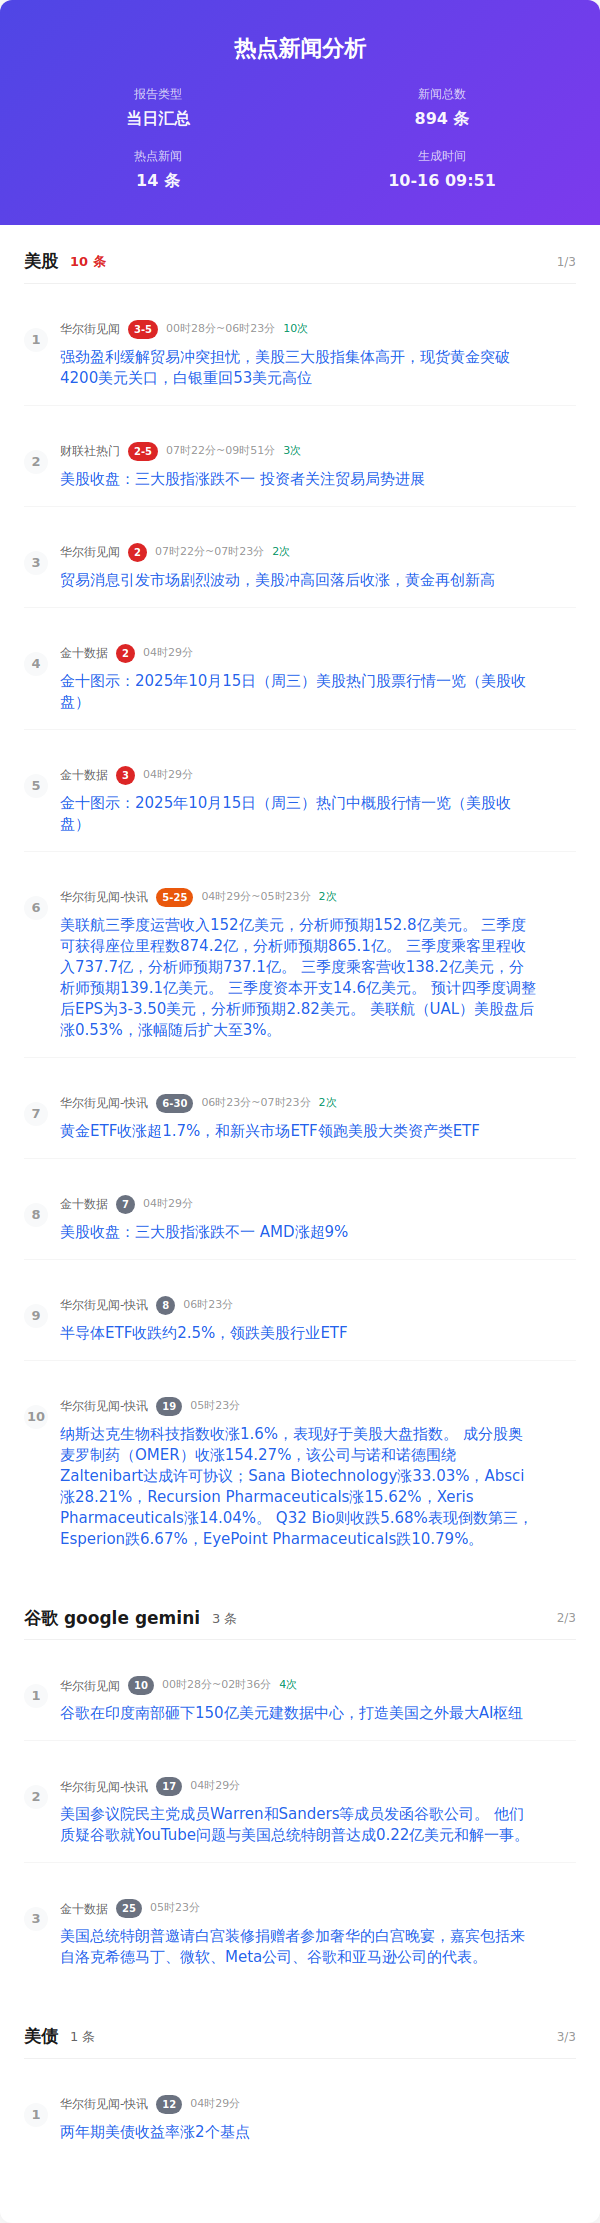 热点新闻分析
报告类型
新闻总数
当日汇总
894 条
热点新闻
生成时间
14 条
10-16 09:51
美股 10 条 1/3
1 华尔街见闻 3-5 00时28分~06时23分 10次
强劲盈利缓解贸易冲突担忧，美股三大股指集体高开，现货黄金突破
4200美元关口，白银重回53美元高位
2 财联社热门 2-5 07时22分~09时51分 3次
美股收盘：三大股指涨跌不一 投资者关注贸易局势进展
3 华尔街见闻 2 07时22分~07时23分 2次
贸易消息引发市场剧烈波动，美股冲高回落后收涨，黄金再创新高
4 金十数据 2 04时29分
金十图示：2025年10月15日（周三）美股热门股票行情一览（美股收
盘）
5 金十数据 3 04时29分
金十图示：2025年10月15日（周三）热门中概股行情一览（美股收
盘）
6 华尔街见闻-快讯 5-25 04时29分~05时23分 2次
美联航三季度运营收入152亿美元，分析师预期152.8亿美元。 三季度
可获得座位里程数874.2亿，分析师预期865.1亿。 三季度乘客里程收
入737.7亿，分析师预期737.1亿。 三季度乘客营收138.2亿美元，分
析师预期139.1亿美元。 三季度资本开支14.6亿美元。 预计四季度调整
后EPS为3-3.50美元，分析师预期2.82美元。 美联航（UAL）美股盘后
涨0.53%，涨幅随后扩大至3%。
7 华尔街见闻-快讯 6-30 06时23分~07时23分 2次
黄金ETF收涨超1.7%，和新兴市场ETF领跑美股大类资产类ETF
8 金十数据 7 04时29分
美股收盘：三大股指涨跌不一 AMD涨超9%
9 华尔街见闻-快讯 8 06时23分
半导体ETF收跌约2.5%，领跌美股行业ETF
10 华尔街见闻-快讯 19 05时23分
纳斯达克生物科技指数收涨1.6%，表现好于美股大盘指数。 成分股奥
麦罗制药（OMER）收涨154.27%，该公司与诺和诺德围绕
Zaltenibart达成许可协议；Sana Biotechnology涨33.03%，Absci
涨28.21%，Recursion Pharmaceuticals涨15.62%，Xeris
Pharmaceuticals涨14.04%。 Q32 Bio则收跌5.68%表现倒数第三，
Esperion跌6.67%，EyePoint Pharmaceuticals跌10.79%。
谷歌 google gemini 3 条 2/3
1 华尔街见闻 10 00时28分~02时36分 4次
谷歌在印度南部砸下150亿美元建数据中心，打造美国之外最大AI枢纽
2 华尔街见闻-快讯 17 04时29分
美国参议院民主党成员Warren和Sanders等成员发函谷歌公司。 他们
质疑谷歌就YouTube问题与美国总统特朗普达成0.22亿美元和解一事。
3 金十数据 25 05时23分
美国总统特朗普邀请白宫装修捐赠者参加奢华的白宫晚宴，嘉宾包括来
自洛克希德马丁、微软、Meta公司、谷歌和亚马逊公司的代表。
美债 1 条 3/3
1 华尔街见闻-快讯 12 04时29分
两年期美债收益率涨2个基点